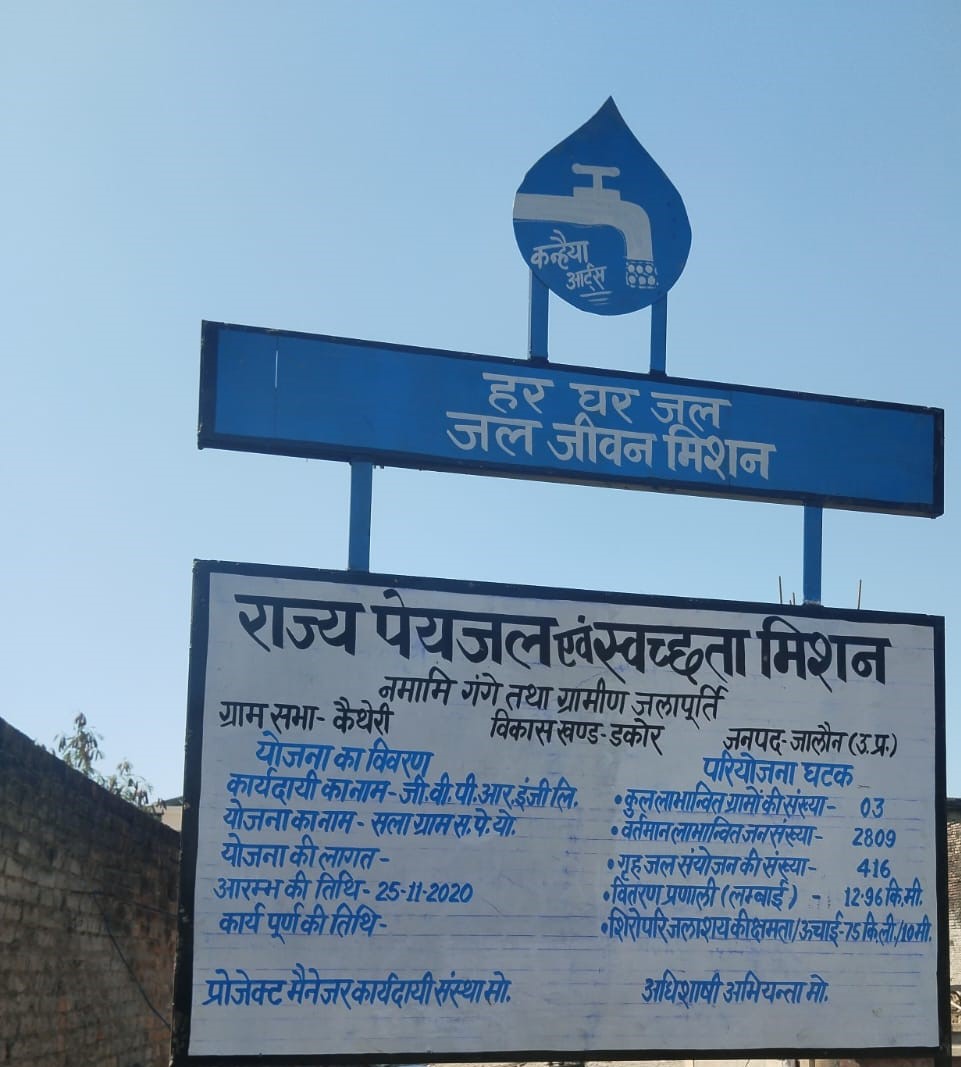 कन्हैया
आर्ट्स
हर घर जल
जल जीवन मिशन
राज्य पेयजल एवं स्वच्छता मिशन
नमामि गंगे तथा ग्रामीण जलापूर्ति
ग्राम सभा- कैथेरी विकास खण्ड- डकोर जनपद- जालौन (उ.प्र.)
योजना का विवरण
कार्यदायी का नाम- जी.वी.पी.आर.इंजी लि.
योजना का नाम- सला ग्राम स.पे.यो.
योजना की लागत-
आरम्भ की तिथि- 25-11-2020
कार्य पूर्ण की तिथि-
परियोजना घटक
• कुल लाभान्वित ग्रामों की संख्या- 03
• वर्तमान लाभान्वित जन संख्या- 2809
• गृह जल संयोजन की संख्या- 416
• वितरण प्रणाली (लम्बाई) - 12.96 कि.मी.
• शिरोपरि जलाशय की क्षमता/ऊचाई- 75 कि.ली./10 मी.
प्रोजेक्ट मैनेजर कार्यदायी संस्था मो.
अधिशाषी अभियन्ता मो.